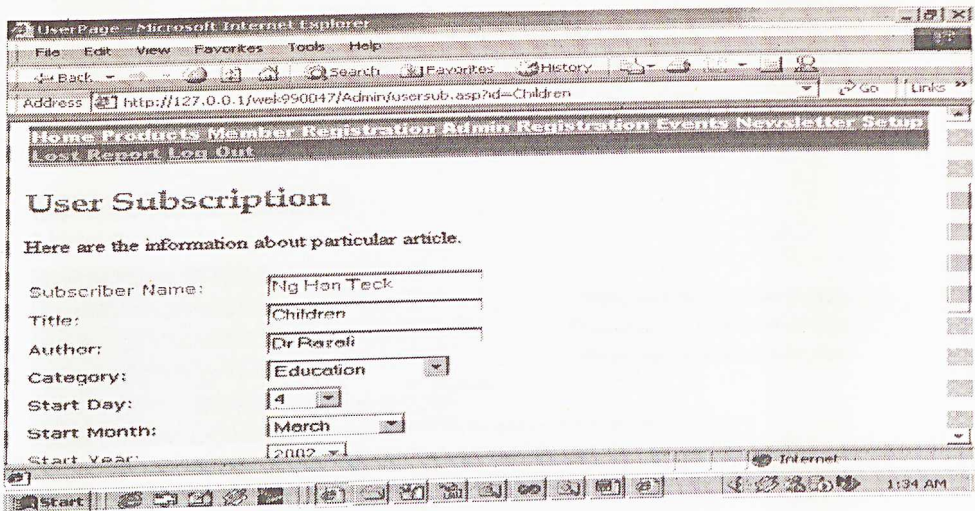 UserPage - Microsoft Internet Explorer
File Edit View Favorites Tools Help
Back Search Favorites History
Address http://127.0.0.1/wek990047/Admin/usersub.asp?id=Children Go Links »
Home Products Member Registration Admin Registration Events Newsletter Setup
Lost Report Log Out
User Subscription
Here are the information about particular article.
Subscriber Name: Ng Han Teck
Title: Children
Author: Dr Razali
Category: Education
Start Day: 4
Start Month: March
Start Year: 2002
Internet
Start 1:34 AM